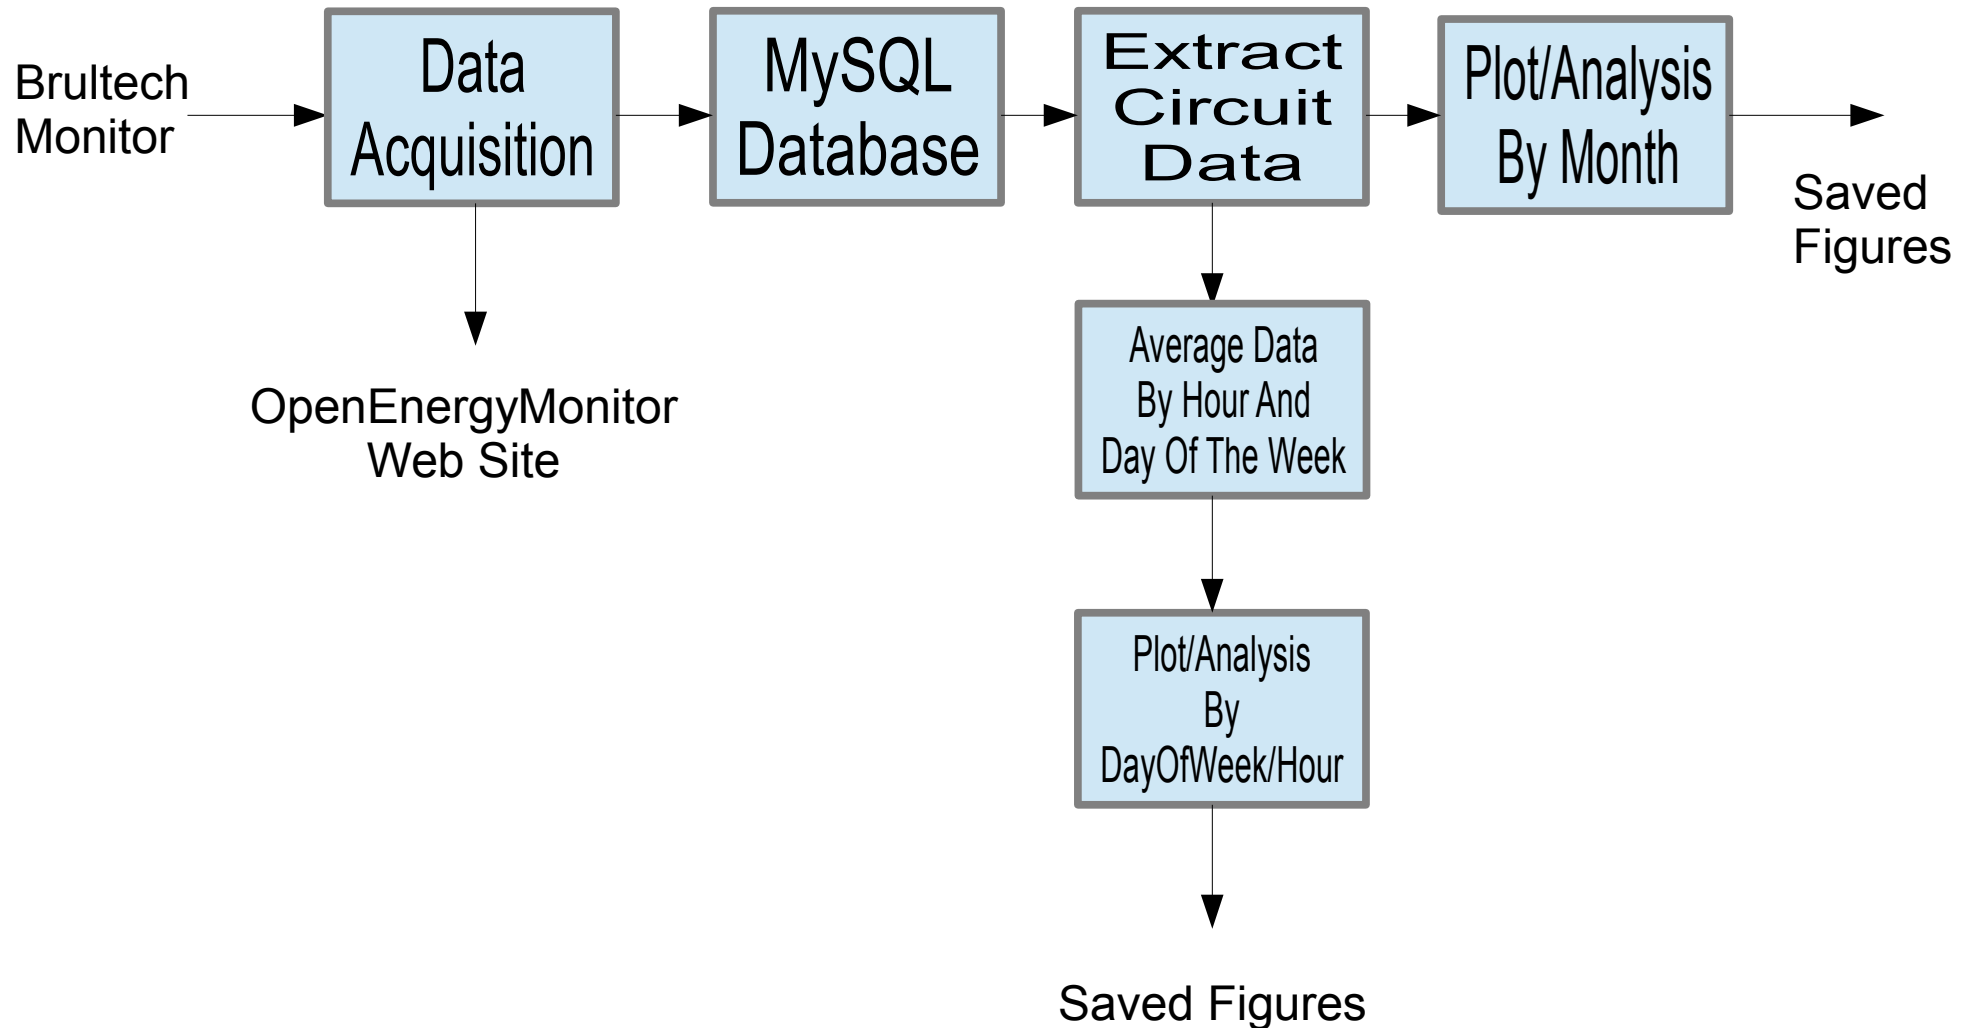 Brultech
Monitor
Data
Acquisition
MySQL
Database
Extract
Circuit
Data
Plot/Analysis
By Month
Saved
Figures
OpenEnergyMonitor
Web Site
Average Data
By Hour And
Day Of The Week
Plot/Analysis
By
DayOfWeek/Hour
Saved Figures